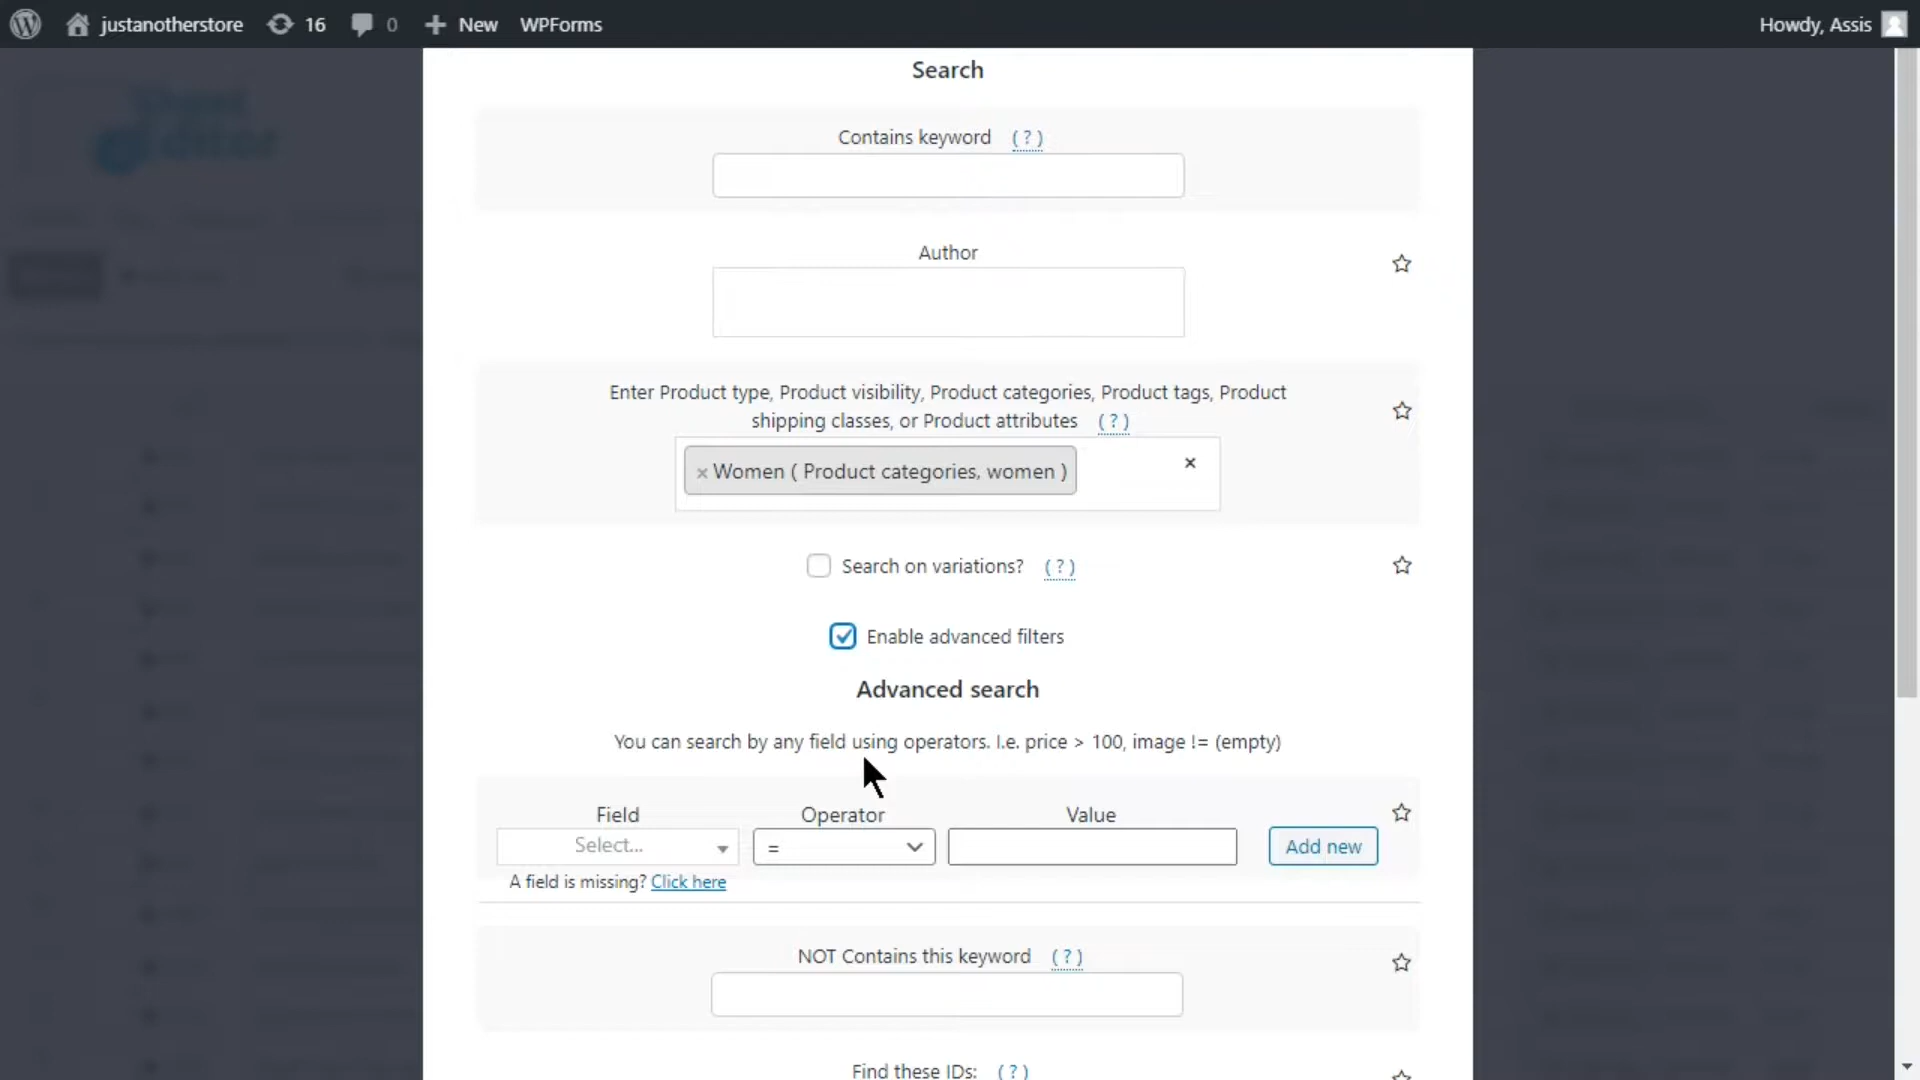 justanotherstore 16 0 New WPForms Howdy, Assis
Search
Contains keyword (?)
Author
Enter Product type, Product visibility, Product categories, Product tags, Product
shipping classes, or Product attributes (?)
× Women ( Product categories, women ) ×
Search on variations? (?)
Enable advanced filters
Advanced search
You can search by any field using operators. I.e. price > 100, image != (empty)
Field Operator Value
Select... = Add new
A field is missing? Click here
NOT Contains this keyword (?)
Find these IDs: (?)